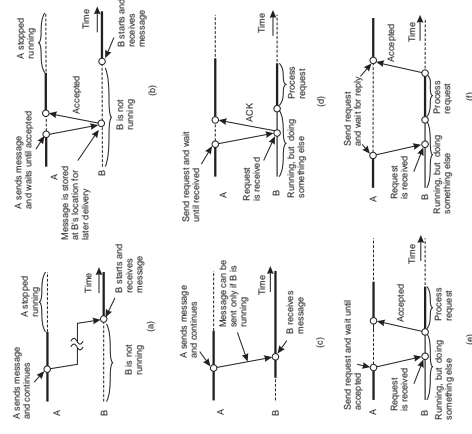 A sends message
and continues
A stopped
running
A
B
Time
B is not
running
B starts and
receives
message
(a)
A sends message
and waits until accepted
A stopped
running
A
Accepted
Message is stored
at B's location for
later delivery
B
Time
B is not
running
B starts and
receives
message
(b)
A sends message
and continues
A
Message can be
sent only if B is
running
B
Time
B receives
message
(c)
Send request and wait
until received
A
Request
is received
ACK
B
Time
Running, but doing
something else
Process
request
(d)
Send request and wait until
accepted
A
Request
is received
Accepted
B
Time
Running, but doing
something else
Process
request
(e)
Send request
and wait for reply
A
Request
is received
Accepted
B
Time
Running, but doing
something else
Process
request
(f)